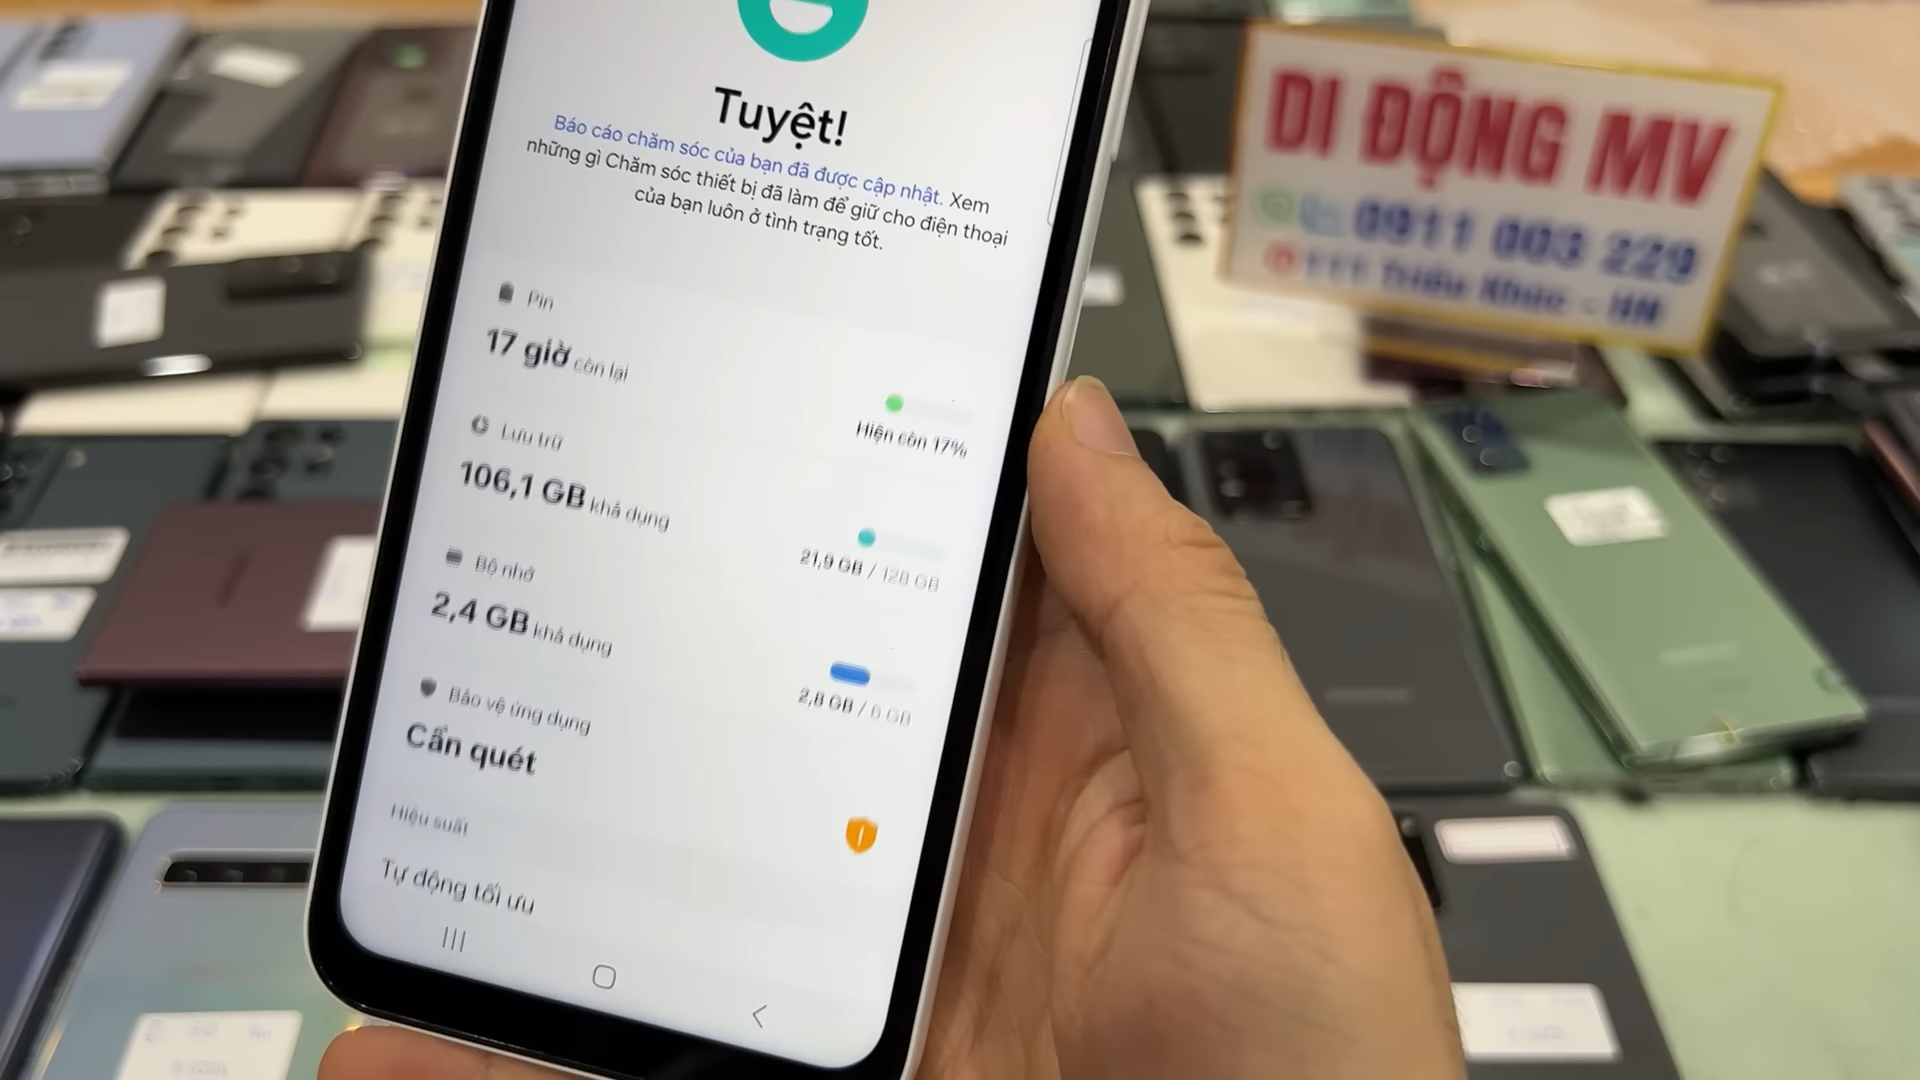 Tuyệt!
Báo cáo chăm sóc của bạn đã được cập nhật. Xem
những gì Chăm sóc thiết bị đã làm để giữ cho điện thoại
của bạn luôn ở tình trạng tốt.
Pin
17 giờ còn lại
Hiện còn 17%
Lưu trữ
106,1 GB khả dụng
21,9 GB / 128 GB
Bộ nhớ
2,4 GB khả dụng
2,8 GB / 6 GB
Bảo vệ ứng dụng
Cần quét
Hiệu suất
Tự động tối ưu
DI ĐỘNG MV
0911 003 229
111 Triều Khúc - HN